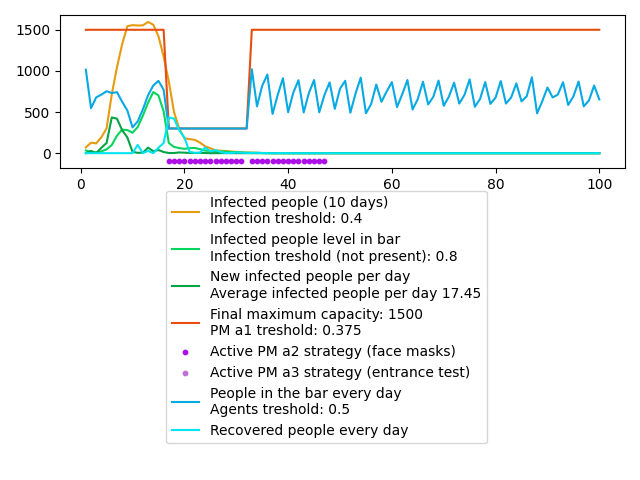 1500
1000
500
0
0 20 40 60 80 100
Infected people (10 days)
Infection treshold: 0.4
Infected people level in bar
Infection treshold (not present): 0.8
New infected people per day
Average infected people per day 17.45
Final maximum capacity: 1500
PM a1 treshold: 0.375
Active PM a2 strategy (face masks)
Active PM a3 strategy (entrance test)
People in the bar every day
Agents treshold: 0.5
Recovered people every day